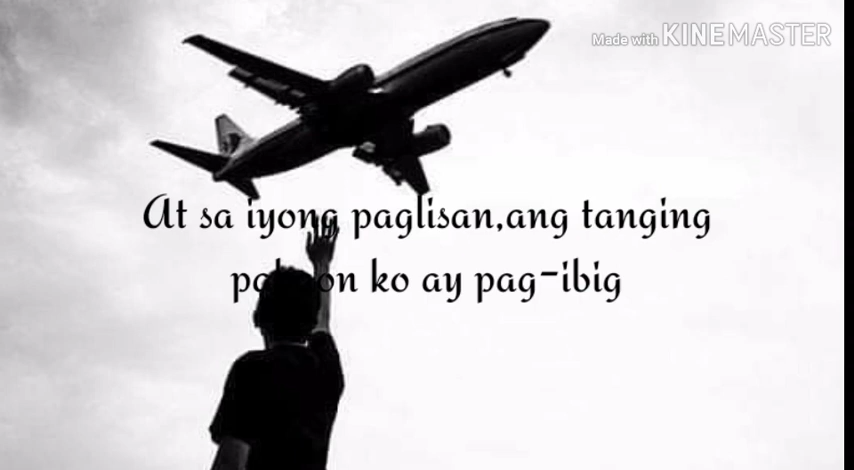 Made with KINEMASTER
At sa iyong paglisan,ang tanging
ko ay pag-ibig